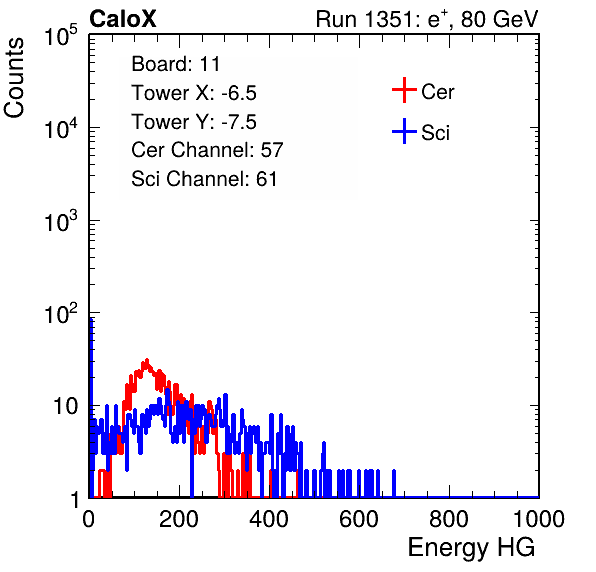 CaloX Run 1351: e⁺, 80 GeV
Counts
10⁵
10⁴
10³
10²
10
1
Board: 11
Tower X: -6.5
Tower Y: -7.5
Cer Channel: 57
Sci Channel: 61
Cer
Sci
0 200 400 600 800 1000
Energy HG